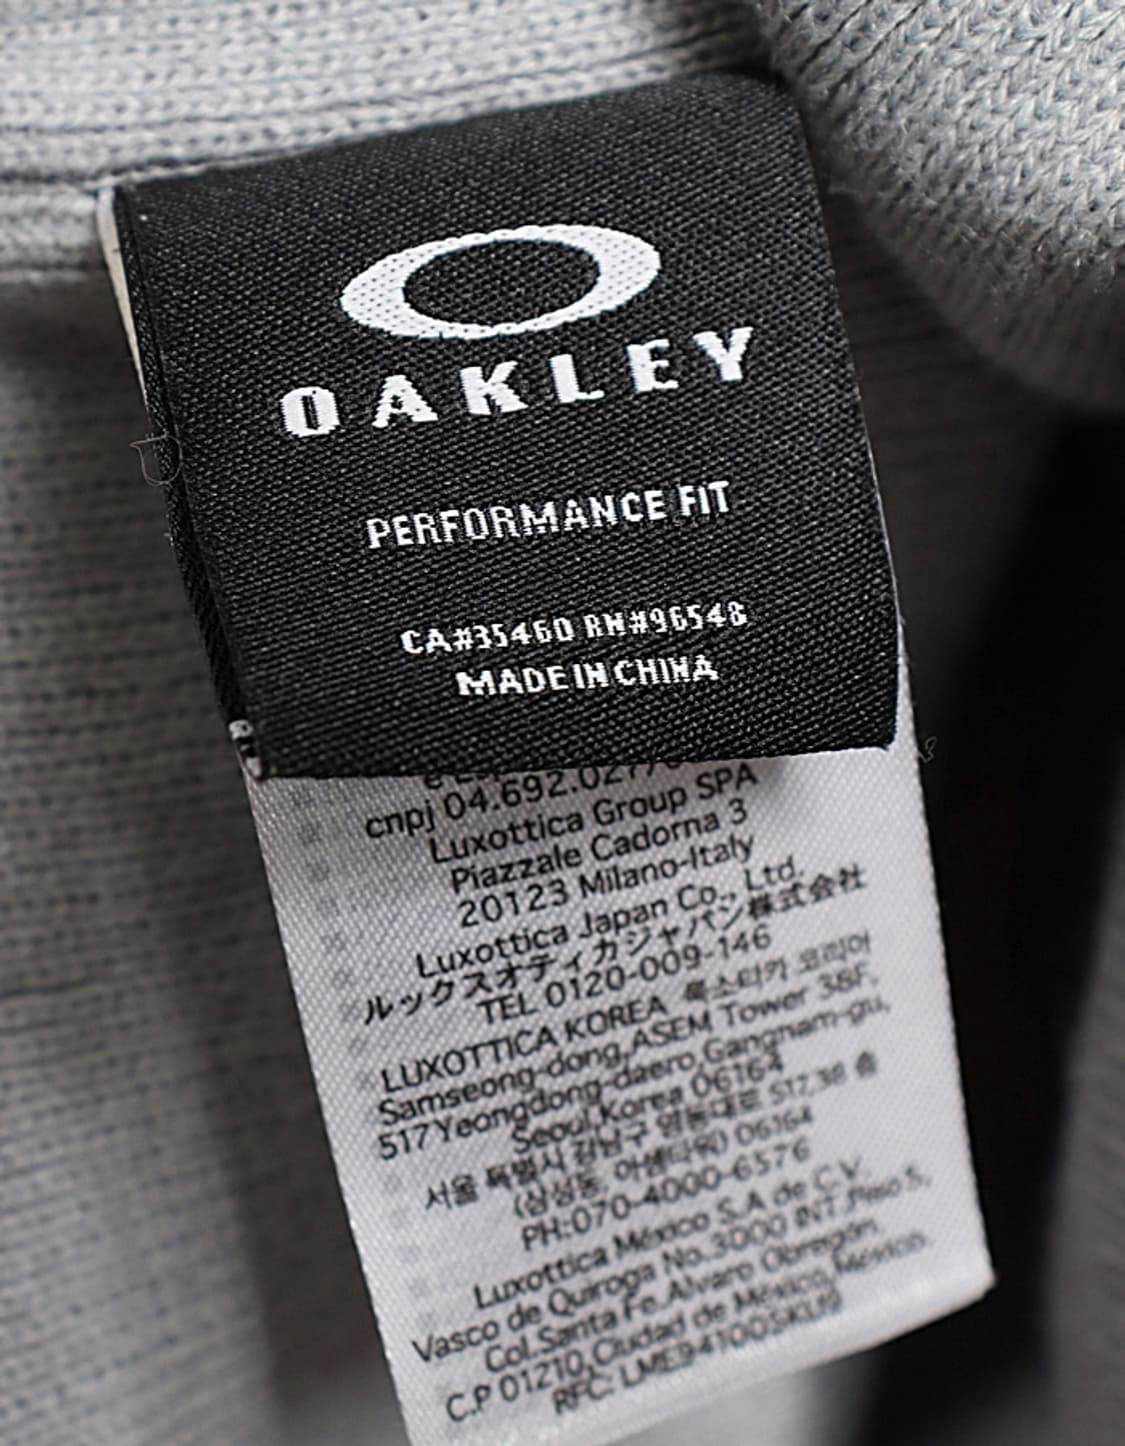 OAKLEY
PERFORMANCE FIT
CA#35460 RN#96548
MADE IN CHINA
cnpj 04.692.027/
Luxottica Group SPA
Piazzale Cadorna 3
20123 Milano-Italy
Luxottica Japan Co., Ltd.
ルックスオティカジャパン株式会社
TEL 0120-009-146
LUXOTTICA KOREA 룩소티카 코리아
Samseong-dong,ASEM Tower 38F.
517Yeongdong-daero,Gangnam-gu,
Seoul,Korea 06164
서울 특별시 강남구 영동대로 517,38 층
(삼성동, 아셈타워) 06164
PH:070-4000-6576
Luxottica México S.A de C.V.
Vasco de Quiroga No.3000 INT.Piso 5,
Col.Santa Fe.Alvaro Obregón,
C.P 01210,Ciudad de México,México.
RFC: